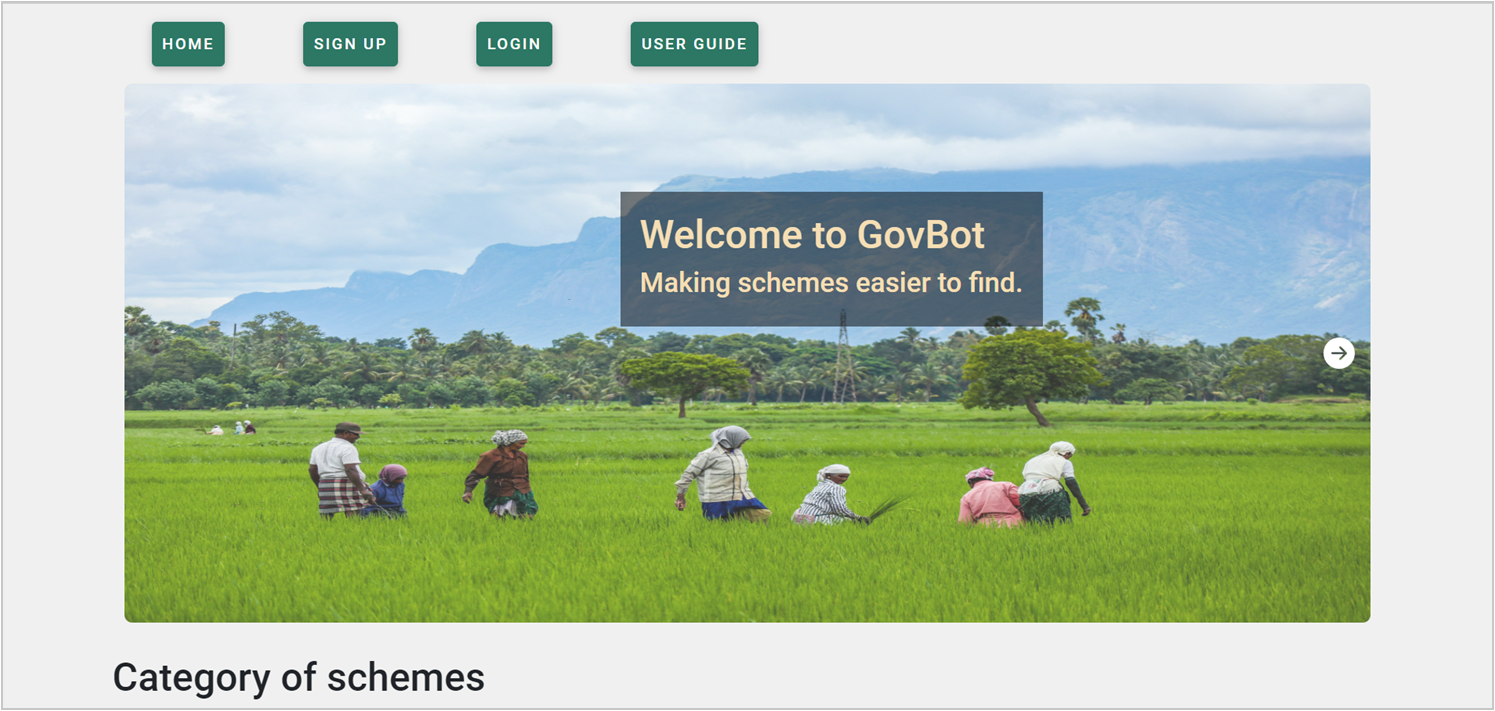 HOME
SIGN UP
LOGIN
USER GUIDE
Welcome to GovBot
Making schemes easier to find.
Category of schemes